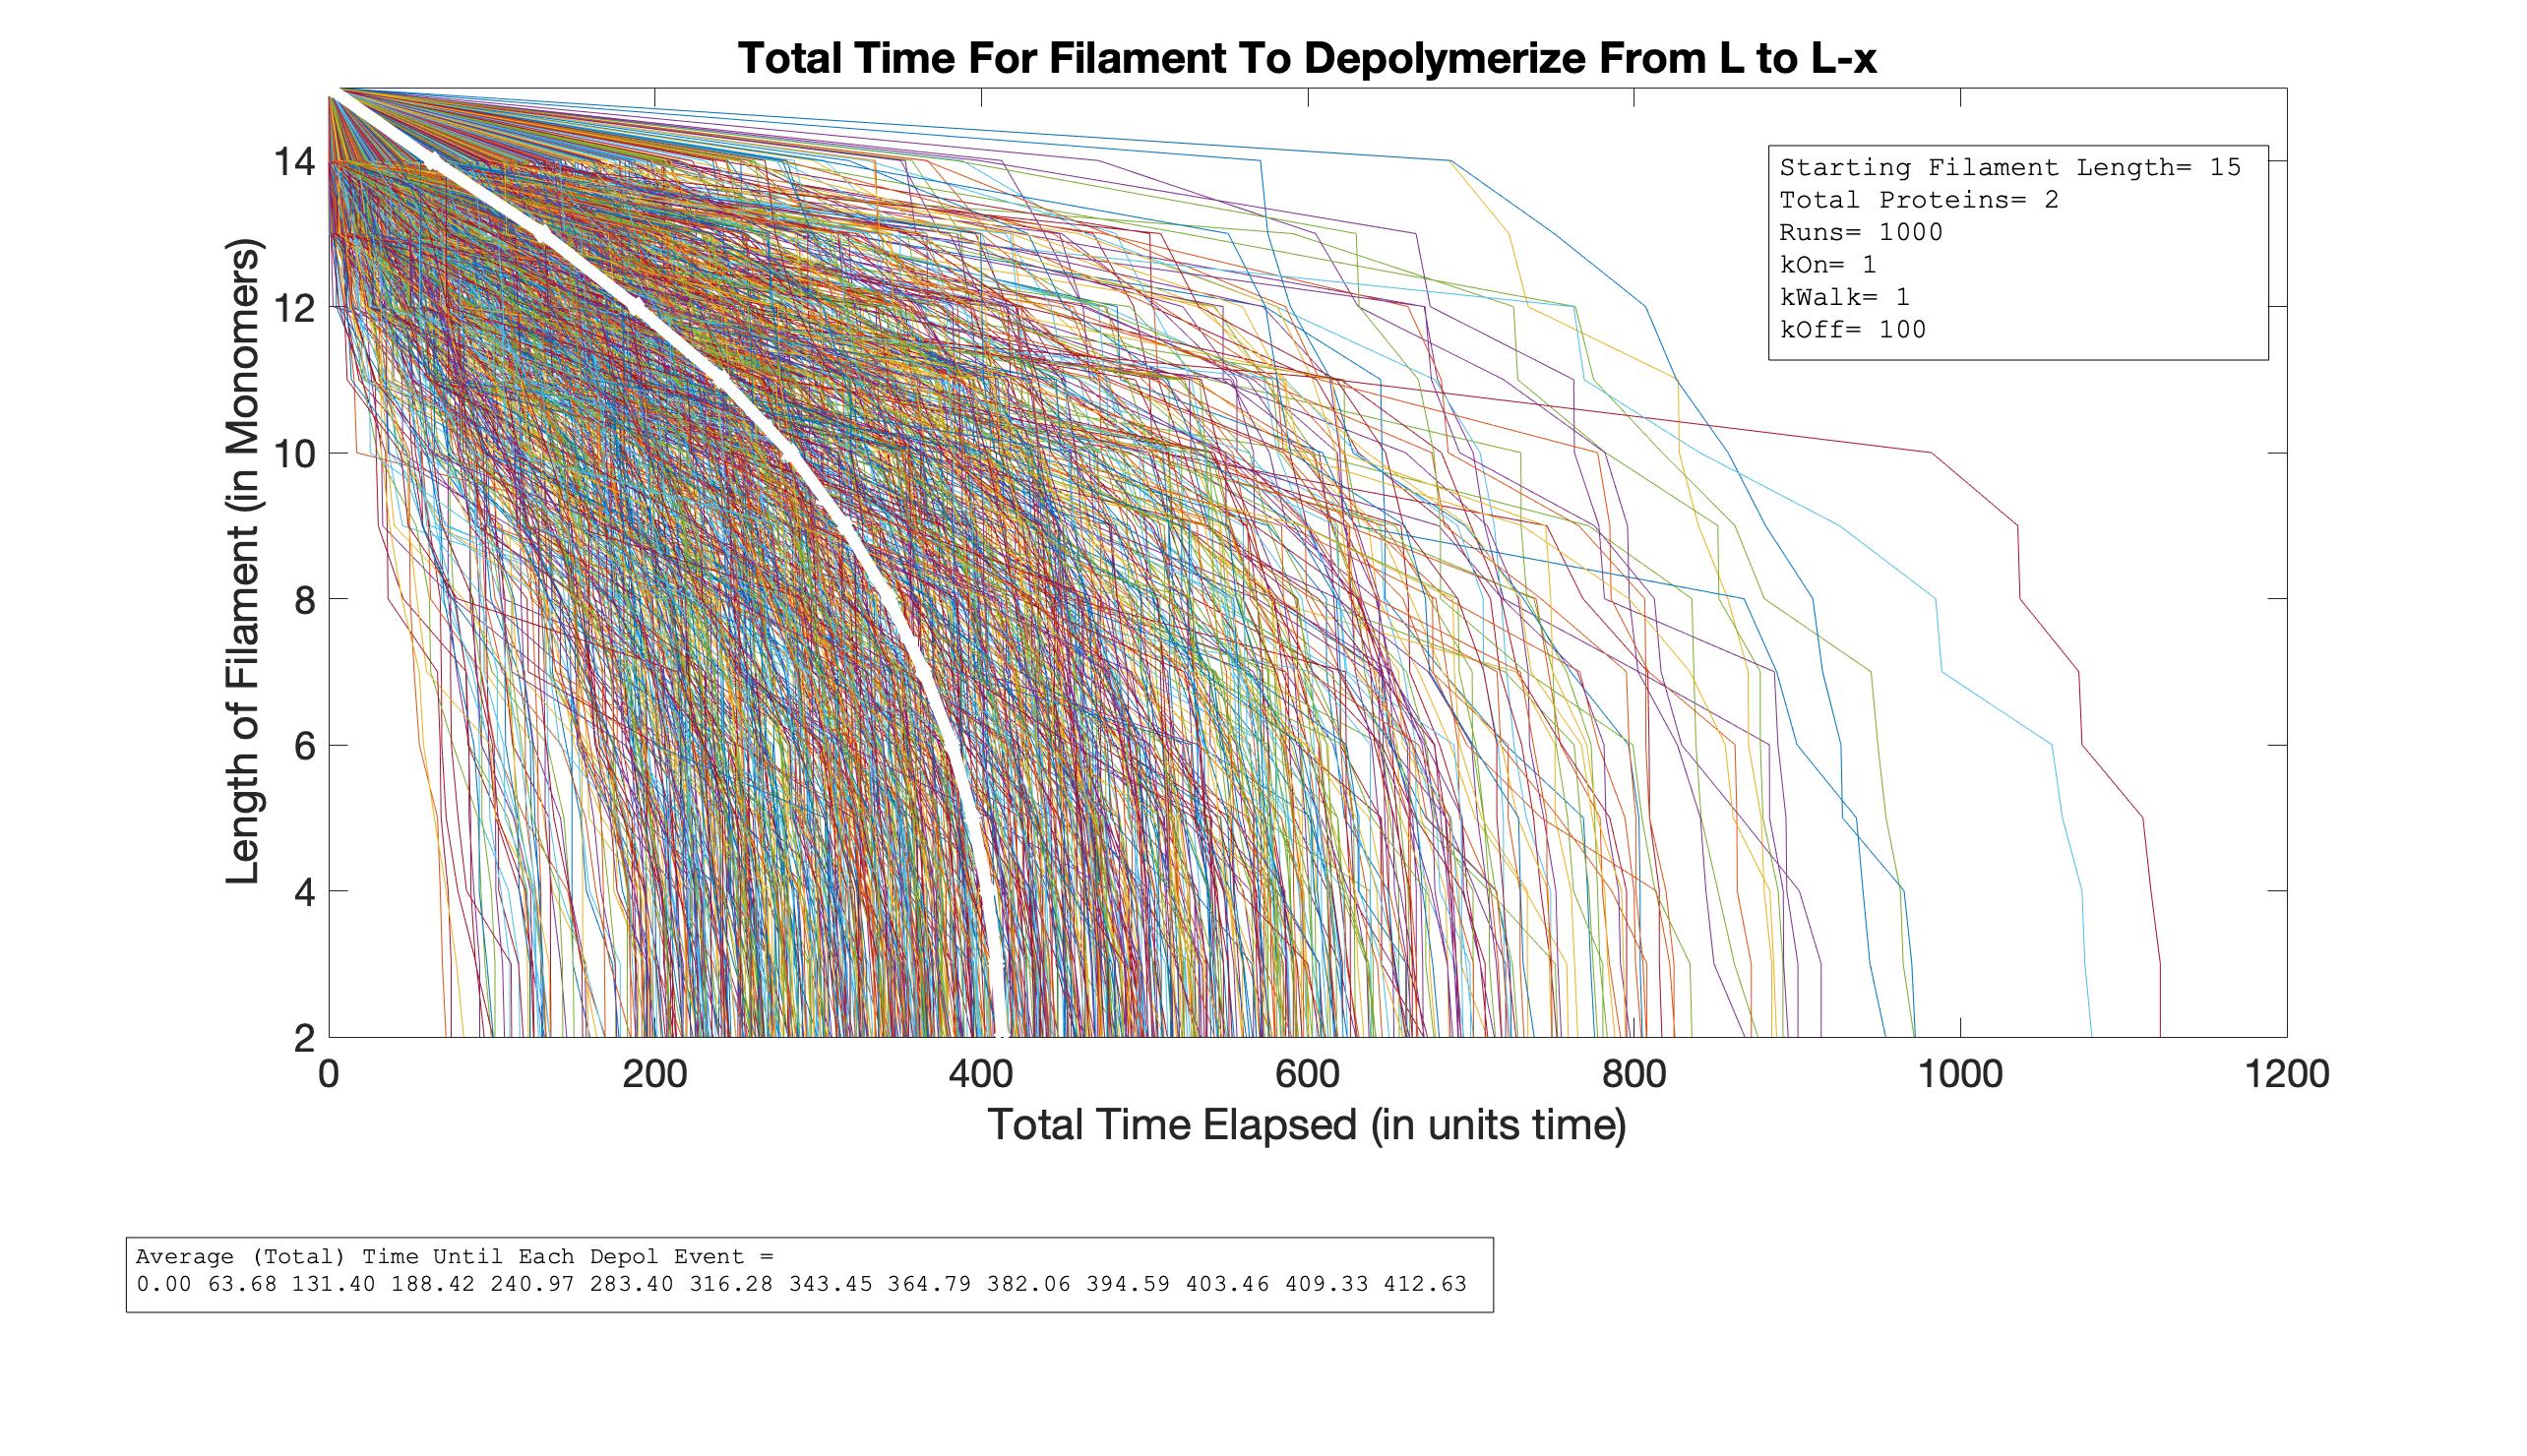 Total Time For Filament To Depolymerize From L to L-x
Length of Filament (in Monomers)
14
12
10
8
6
4
2
Starting Filament Length= 15
Total Proteins= 2
Runs= 1000
kOn= 1
kWalk= 1
kOff= 100
0 200 400 600 800 1000 1200
Total Time Elapsed (in units time)
Average (Total) Time Until Each Depol Event =
0.00 63.68 131.40 188.42 240.97 283.40 316.28 343.45 364.79 382.06 394.59 403.46 409.33 412.63